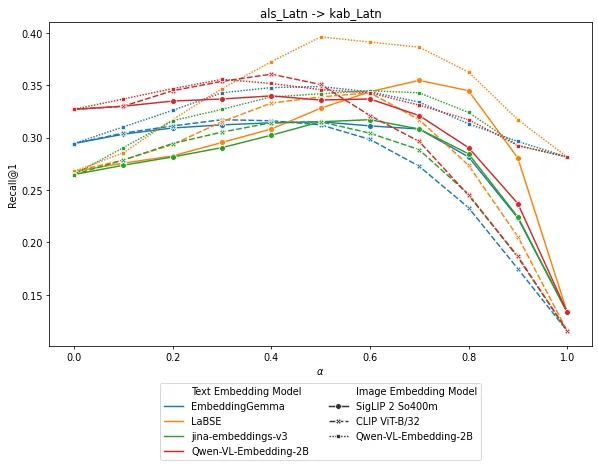 als_Latn -> kab_Latn
Recall@1
0.40
0.35
0.30
0.25
0.20
0.15
0.0
0.2
0.4
0.6
0.8
1.0
α
Text Embedding Model
EmbeddingGemma
LaBSE
jina-embeddings-v3
Qwen-VL-Embedding-2B
Image Embedding Model
SigLIP 2 So400m
CLIP ViT-B/32
Qwen-VL-Embedding-2B